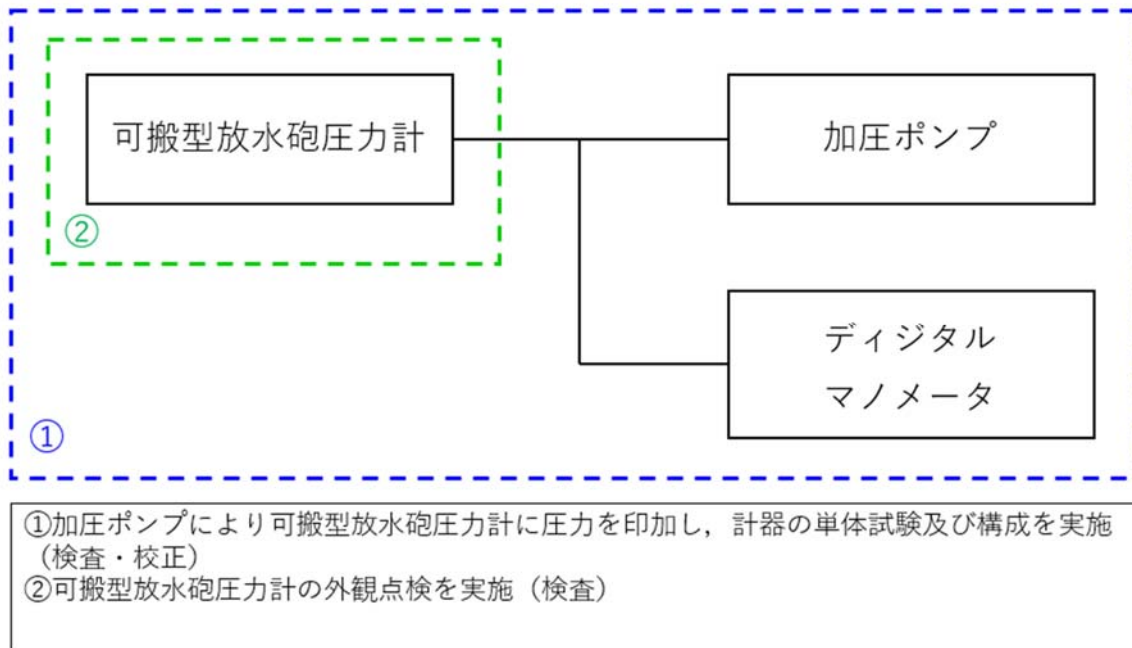 可搬型放水砲圧力計
加圧ポンプ
②
ディジタル
マノメータ
①
①加圧ポンプにより可搬型放水砲圧力計に圧力を印加し，計器の単体試験及び構成を実施
（検査・校正）
②可搬型放水砲圧力計の外観点検を実施（検査）